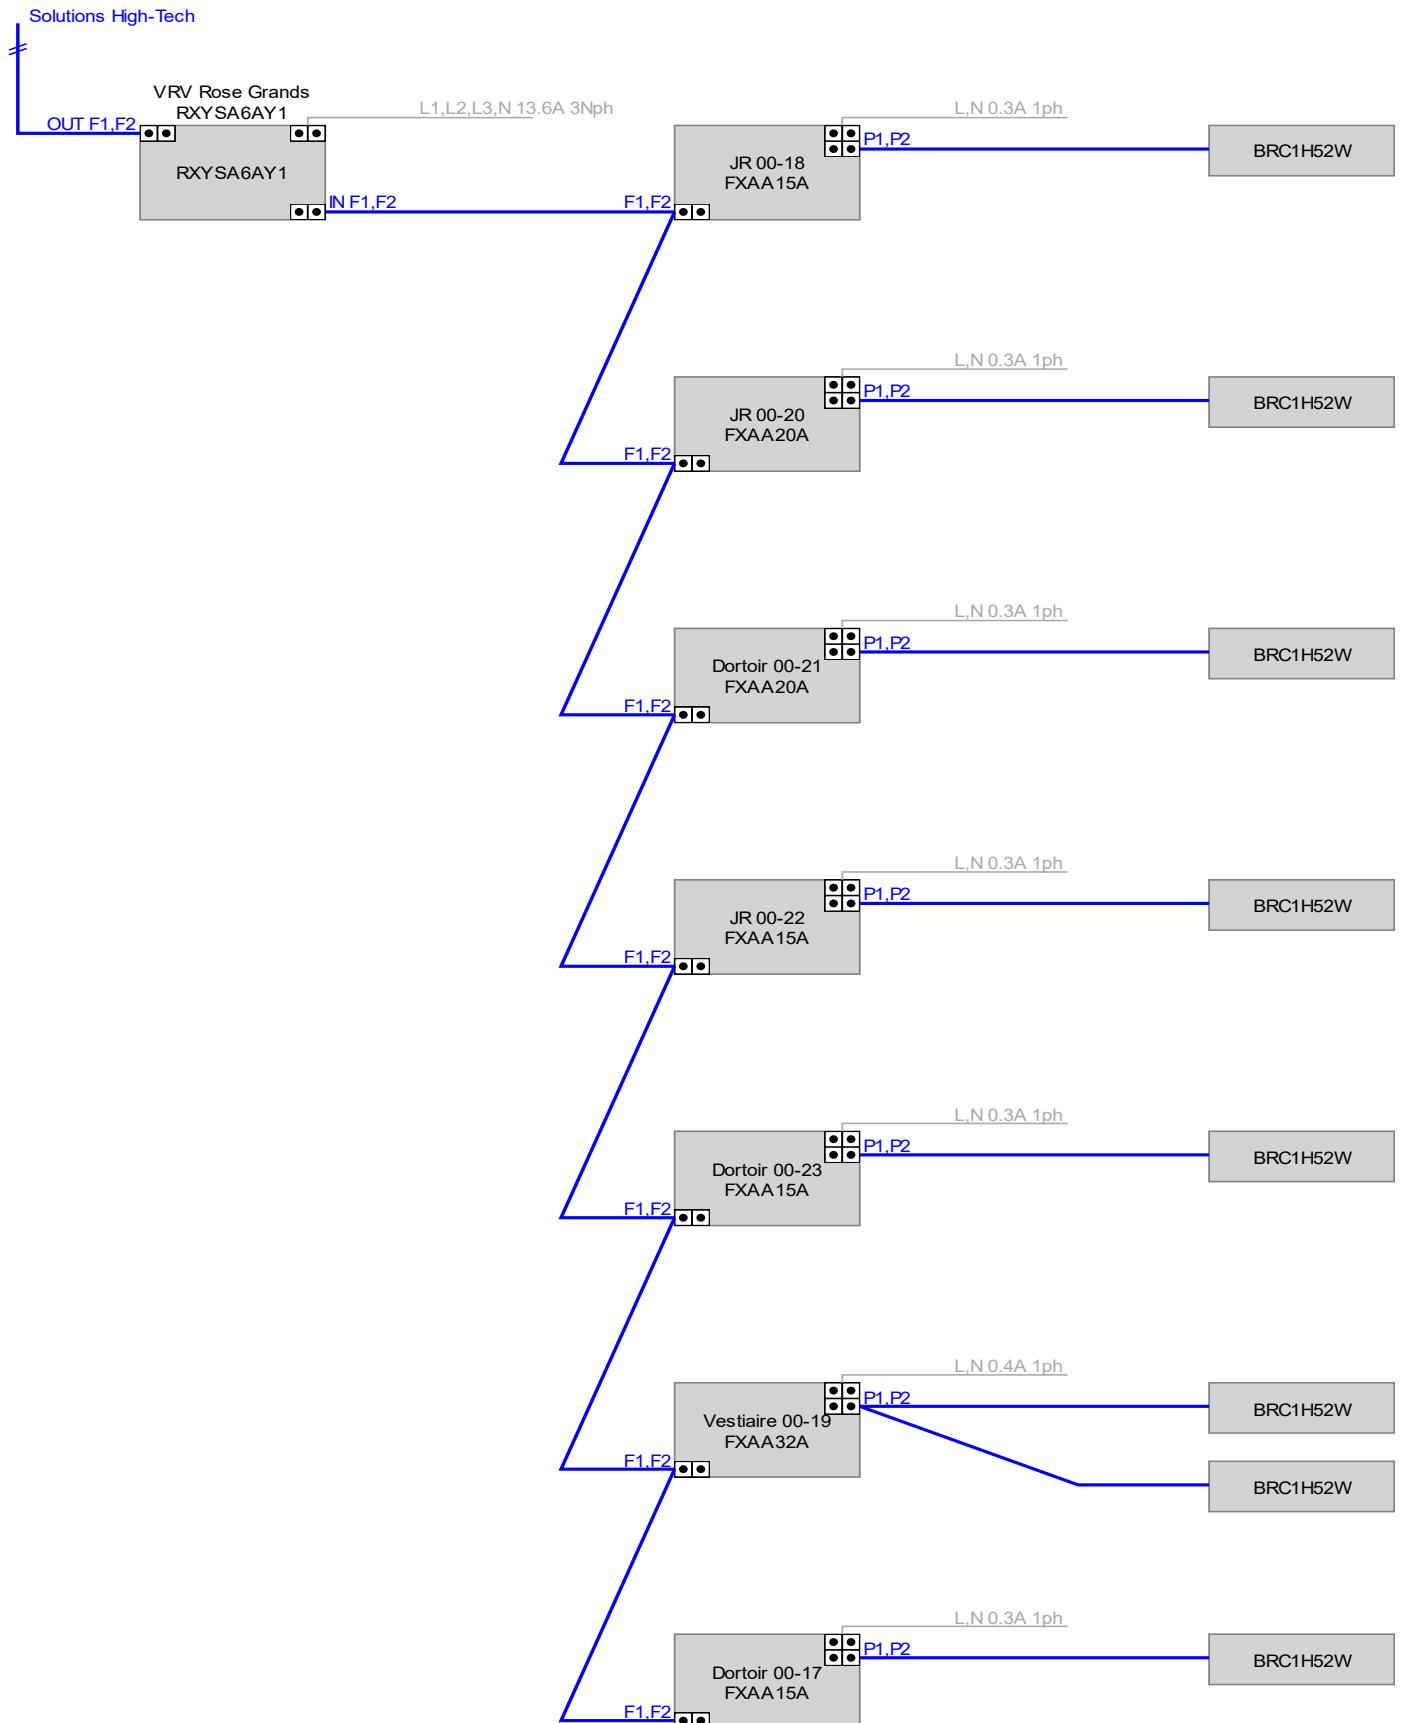 Solutions High-Tech
VRV Rose Grands
RXYSA6AY1
L1,L2,L3,N 13.6A 3Nph
OUT F1,F2
RXYSA6AY1
IN F1,F2
L,N 0.3A 1ph
P1,P2
JR 00-18
FXAA15A
BRC1H52W
F1,F2
L,N 0.3A 1ph
P1,P2
JR 00-20
FXAA20A
BRC1H52W
F1,F2
L,N 0.3A 1ph
P1,P2
Dortoir 00-21
FXAA20A
BRC1H52W
F1,F2
L,N 0.3A 1ph
P1,P2
JR 00-22
FXAA15A
BRC1H52W
F1,F2
L,N 0.3A 1ph
P1,P2
Dortoir 00-23
FXAA15A
BRC1H52W
F1,F2
L,N 0.4A 1ph
P1,P2
Vestiaire 00-19
FXAA32A
BRC1H52W
F1,F2
BRC1H52W
L,N 0.3A 1ph
P1,P2
Dortoir 00-17
FXAA15A
BRC1H52W
F1,F2